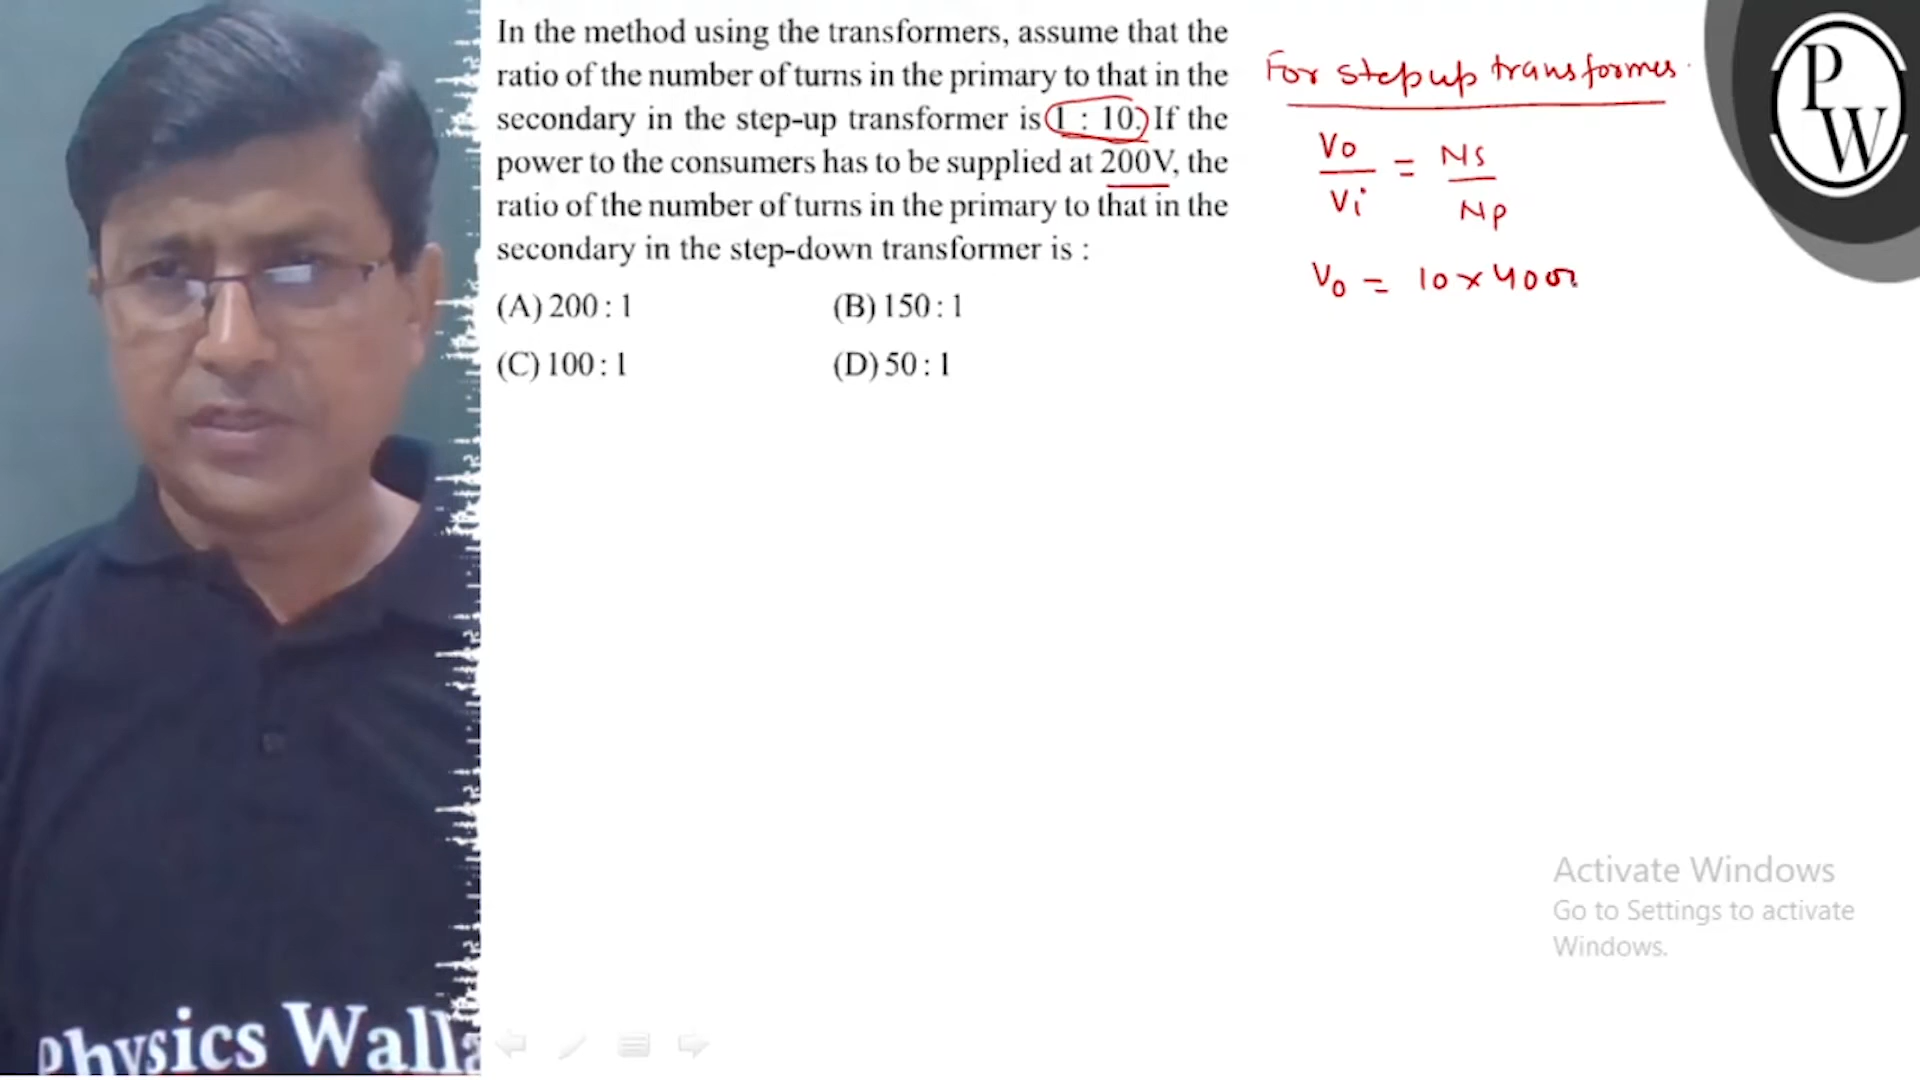 In the method using the transformers, assume that the
ratio of the number of turns in the primary to that in the
secondary in the step-up transformer is 1 : 10. If the
power to the consumers has to be supplied at 200V, the
ratio of the number of turns in the primary to that in the
secondary in the step-down transformer is :
(A) 200 : 1 (B) 150 : 1
(C) 100 : 1 (D) 50 : 1
For step up transformer
Vo/Vi = Ns/Np
Vo = 10 × 400
PW
Activate Windows
Go to Settings to activate
Windows.
Physics Walla